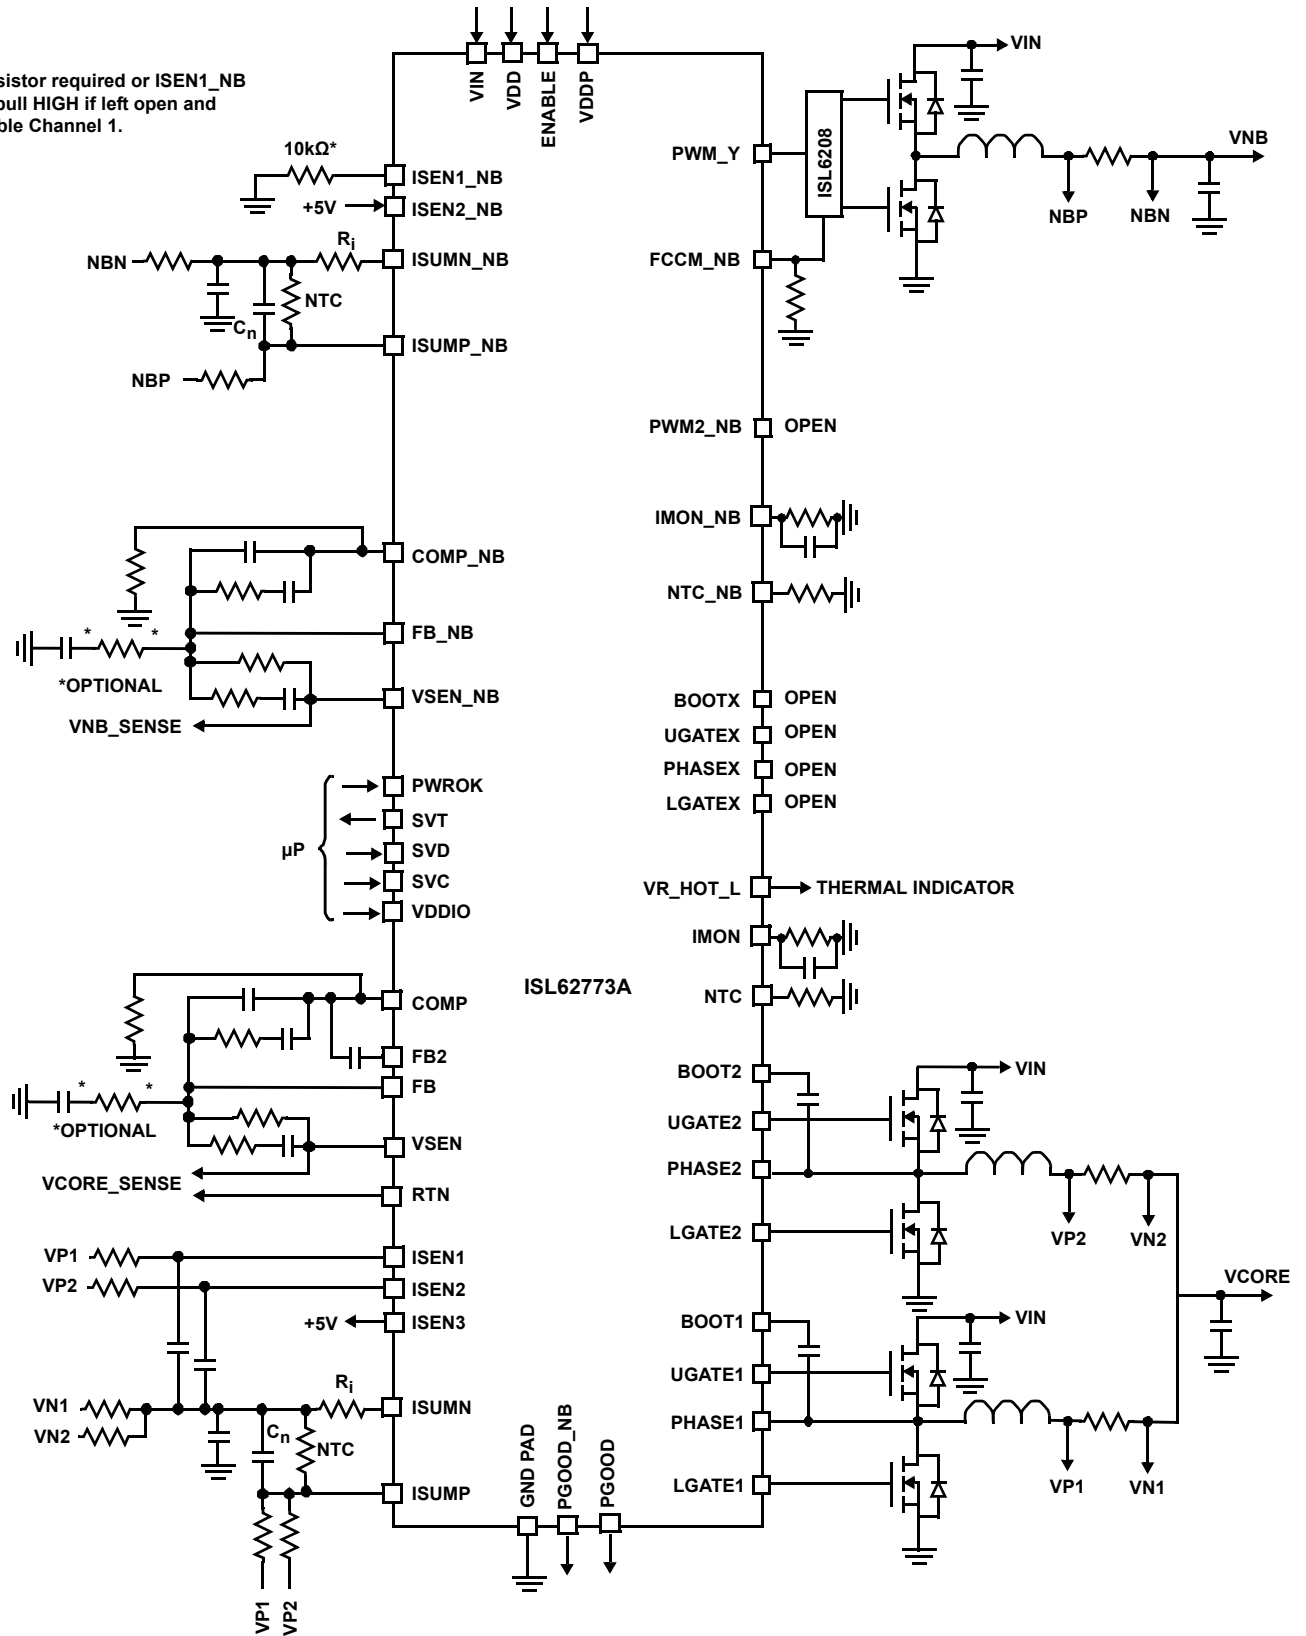 sistor required or ISEN1_NB
pull HIGH if left open and
ble Channel 1.
VIN
VDD
ENABLE
VDDP
10kΩ*
ISEN1_NB
+5V
ISEN2_NB
NBN
Ri
ISUMN_NB
NTC
Cn
ISUMP_NB
NBP
COMP_NB
FB_NB
* *
*OPTIONAL
VSEN_NB
VNB_SENSE
µP
PWROK
SVT
SVD
SVC
VDDIO
COMP
FB2
FB
* *
*OPTIONAL
VSEN
VCORE_SENSE
RTN
VP1
ISEN1
VP2
ISEN2
+5V
ISEN3
VN1
Ri
ISUMN
VN2
Cn
NTC
ISUMP
VP1
VP2
GND PAD
PGOOD_NB
PGOOD
ISL62773A
PWM_Y
ISL6208
VIN
VNB
NBP
NBN
FCCM_NB
PWM2_NB
OPEN
IMON_NB
NTC_NB
BOOTX
OPEN
UGATEX
OPEN
PHASEX
OPEN
LGATEX
OPEN
VR_HOT_L
THERMAL INDICATOR
IMON
NTC
BOOT2
VIN
UGATE2
PHASE2
LGATE2
VP2
VN2
VCORE
BOOT1
VIN
UGATE1
PHASE1
LGATE1
VP1
VN1